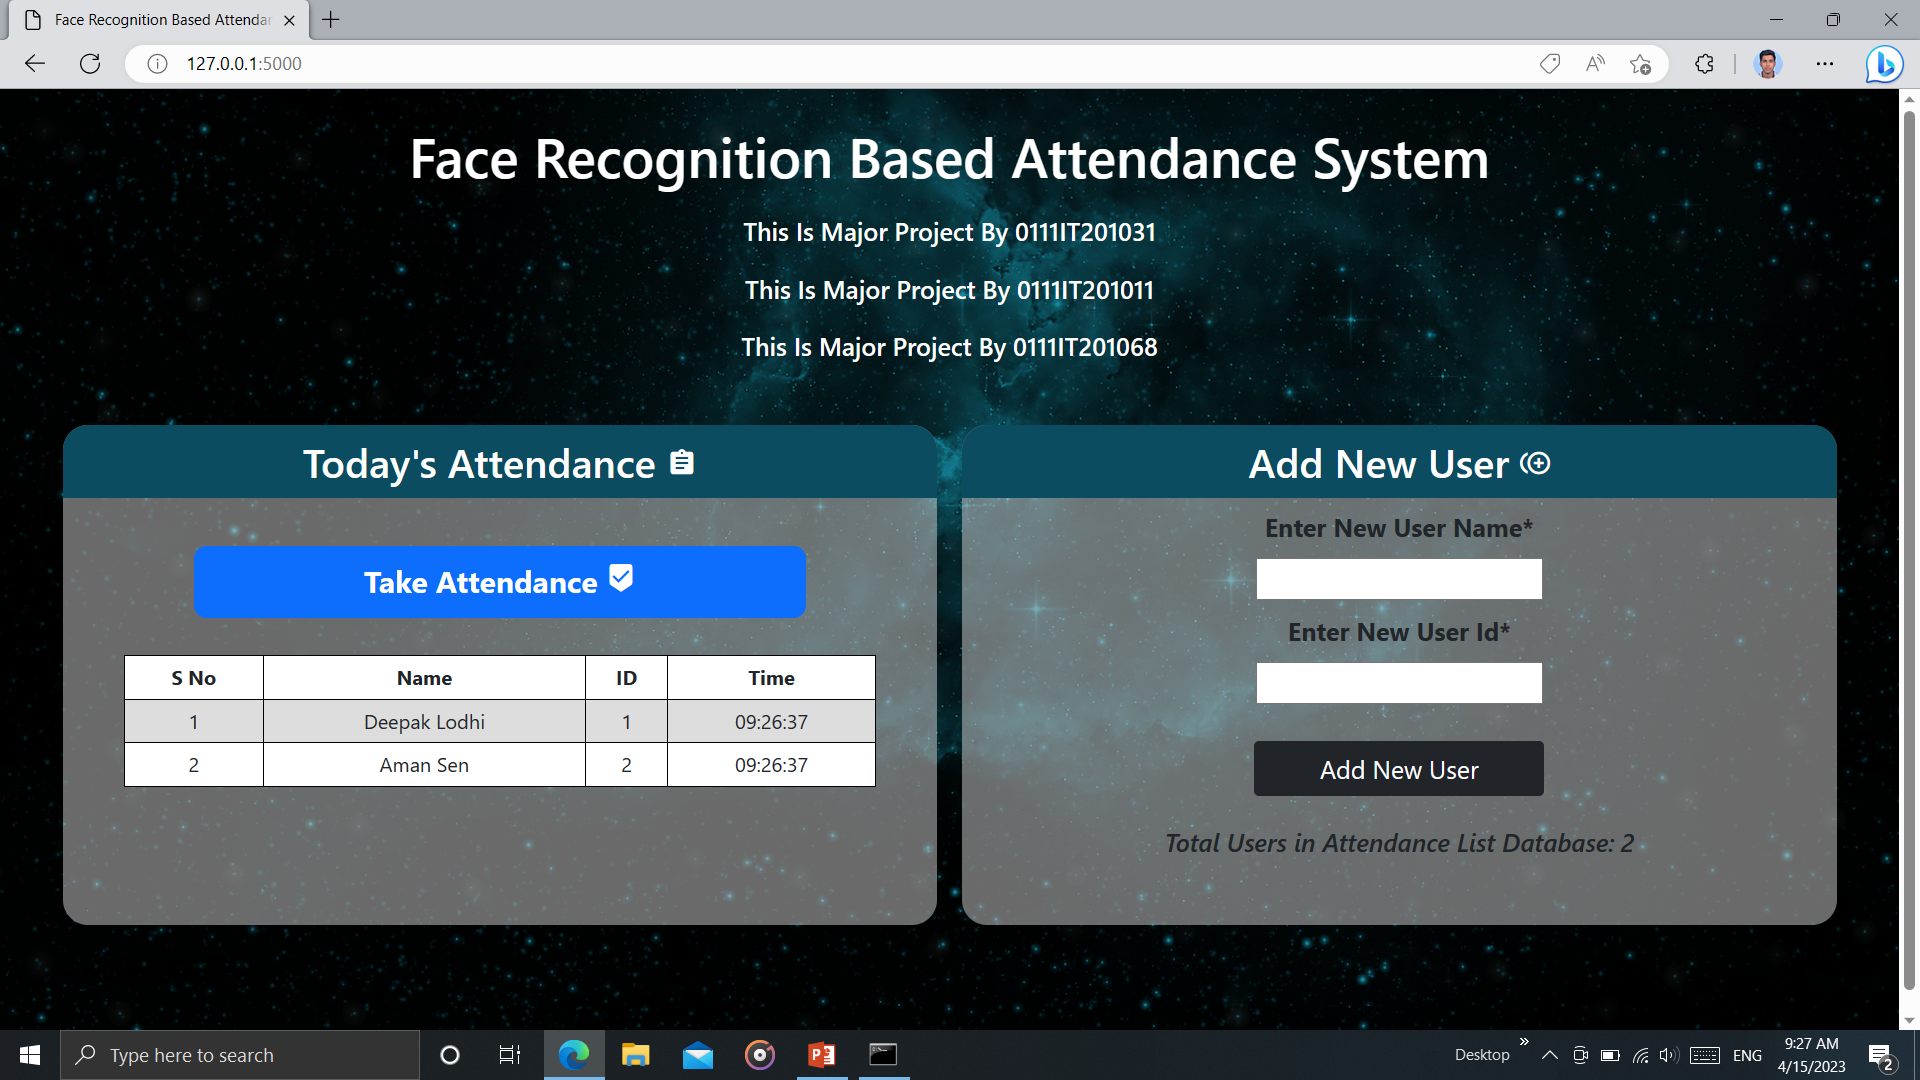 Face Recognition Based Attendar
127.0.0.1:5000
Face Recognition Based Attendance System
This Is Major Project By 0111IT201031
This Is Major Project By 0111IT201011
This Is Major Project By 0111IT201068
Today's Attendance
Take Attendance
S No Name ID Time
1 Deepak Lodhi 1 09:26:37
2 Aman Sen 2 09:26:37
Add New User
Enter New User Name*
Enter New User Id*
Add New User
Total Users in Attendance List Database: 2
Type here to search
Desktop
ENG
9:27 AM
4/15/2023
2